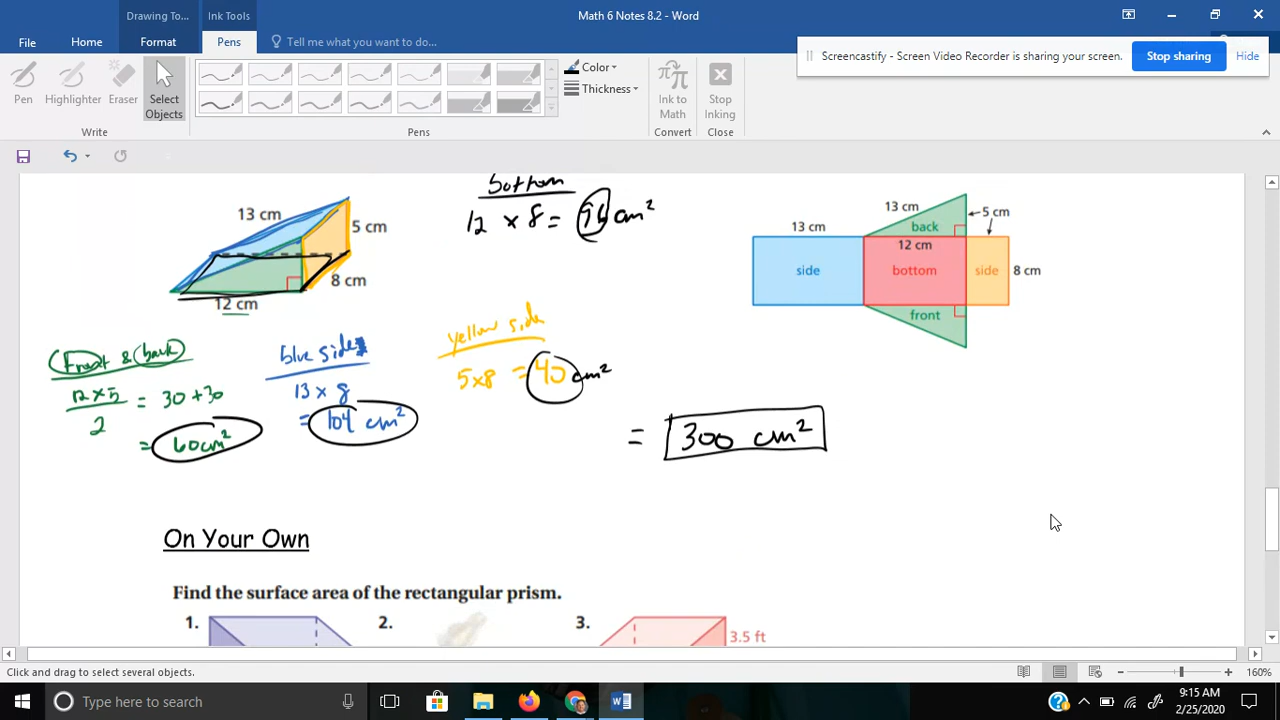 Drawing To... Ink Tools
Math 6 Notes 8.2 - Word
File Home Format Pens Tell me what you want to do...
Screencastify - Screen Video Recorder is sharing your screen. Stop sharing Hide
Pen Highlighter Eraser Select Objects
Color
Thickness
Ink to Math
Stop Inking
Write Pens Convert Close
bottom
12 × 8 = 96 cm²
13 cm
5 cm
8 cm
12 cm
13 cm
13 cm
5 cm
back
12 cm
side bottom side 8 cm
front
Front & back
12 × 5 / 2 = 30 + 30
= 60cm²
blue side
13 × 8
= 104 cm²
yellow side
5×8 = 40 cm²
= 300 cm²
On Your Own
Find the surface area of the rectangular prism.
1. 2. 3.
3.5 ft
Click and drag to select several objects.
160%
Type here to search
9:15 AM
2/25/2020